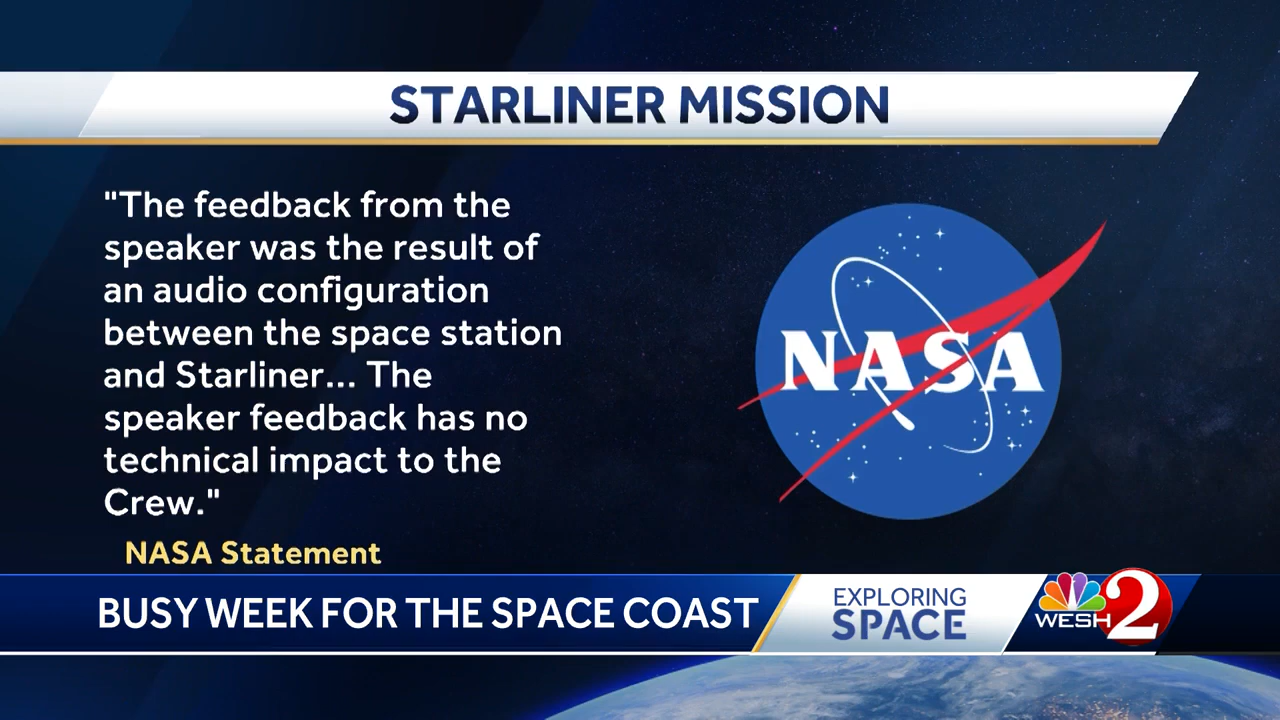 STARLINER MISSION
"The feedback from the
speaker was the result of
an audio configuration
between the space station
and Starliner... The
speaker feedback has no
technical impact to the
Crew."
NASA Statement
NASA
BUSY WEEK FOR THE SPACE COAST
EXPLORING
SPACE
WESH 2